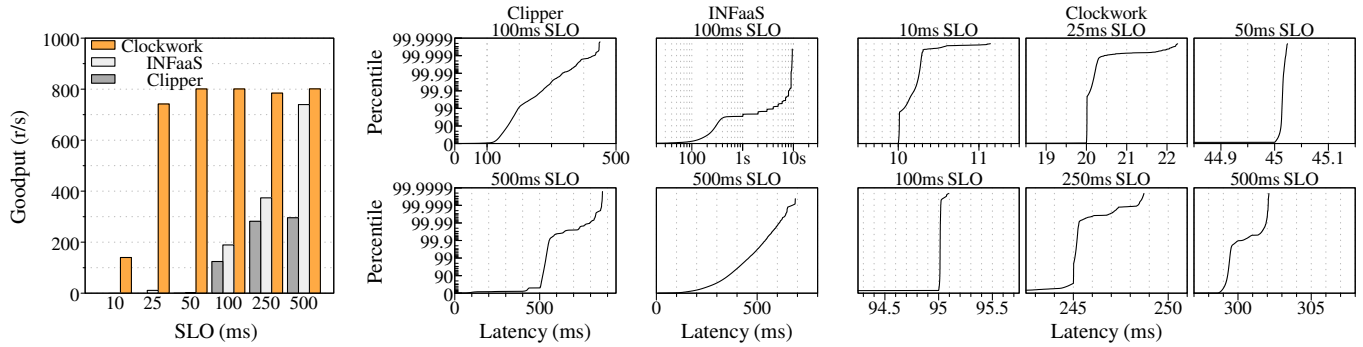 Clipper INFaaS Clockwork
100ms SLO 100ms SLO 10ms SLO 25ms SLO 50ms SLO
1000
800
600
400
200
0
Goodput (r/s)
Clockwork
INFaaS
Clipper
10 25 50 100 250 500
SLO (ms)
99.9999
99.999
99.99
99.9
99
90
0
Percentile
0 100 500
100 1s 10s
10 11
19 20 21 22
44.9 45 45.1
500ms SLO 500ms SLO 100ms SLO 250ms SLO 500ms SLO
99.9999
99.999
99.99
99.9
99
90
0
Percentile
0 500
0 500
94.5 95 95.5
245 250
300 305
Latency (ms) Latency (ms) Latency (ms)